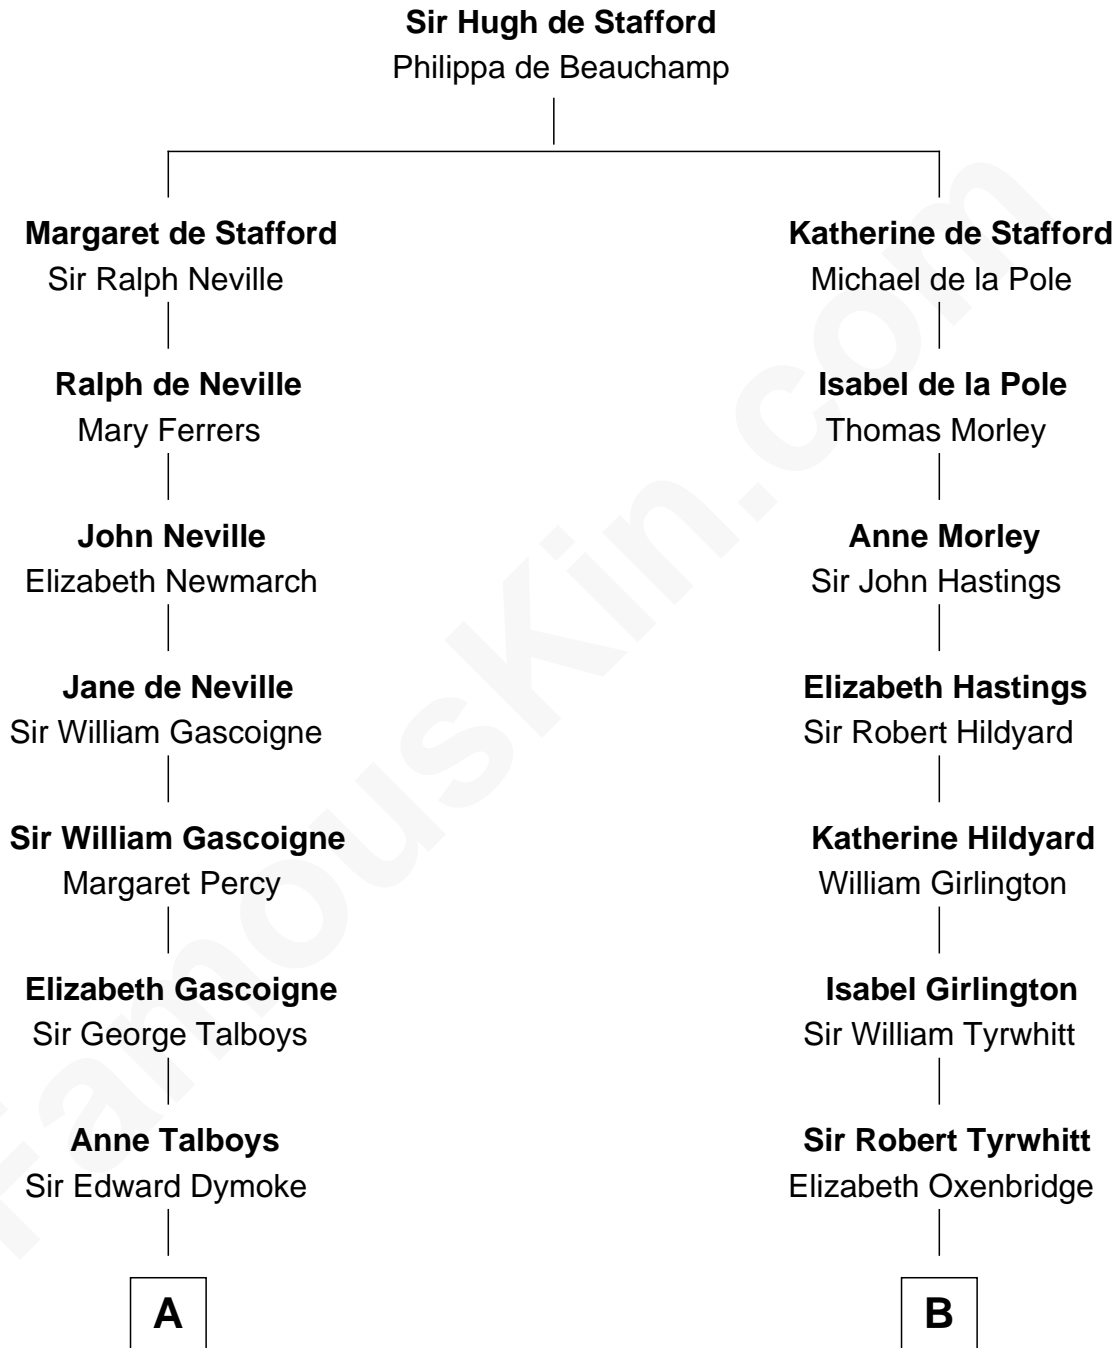 Sir Hugh de Stafford
Philippa de Beauchamp
Margaret de Stafford
Sir Ralph Neville
Katherine de Stafford
Michael de la Pole
Ralph de Neville
Mary Ferrers
Isabel de la Pole
Thomas Morley
John Neville
Elizabeth Newmarch
Anne Morley
Sir John Hastings
Jane de Neville
Sir William Gascoigne
Elizabeth Hastings
Sir Robert Hildyard
Sir William Gascoigne
Margaret Percy
Katherine Hildyard
William Girlington
Elizabeth Gascoigne
Sir George Talboys
Isabel Girlington
Sir William Tyrwhitt
Anne Talboys
Sir Edward Dymoke
Sir Robert Tyrwhitt
Elizabeth Oxenbridge
A
B
FamousKin.com